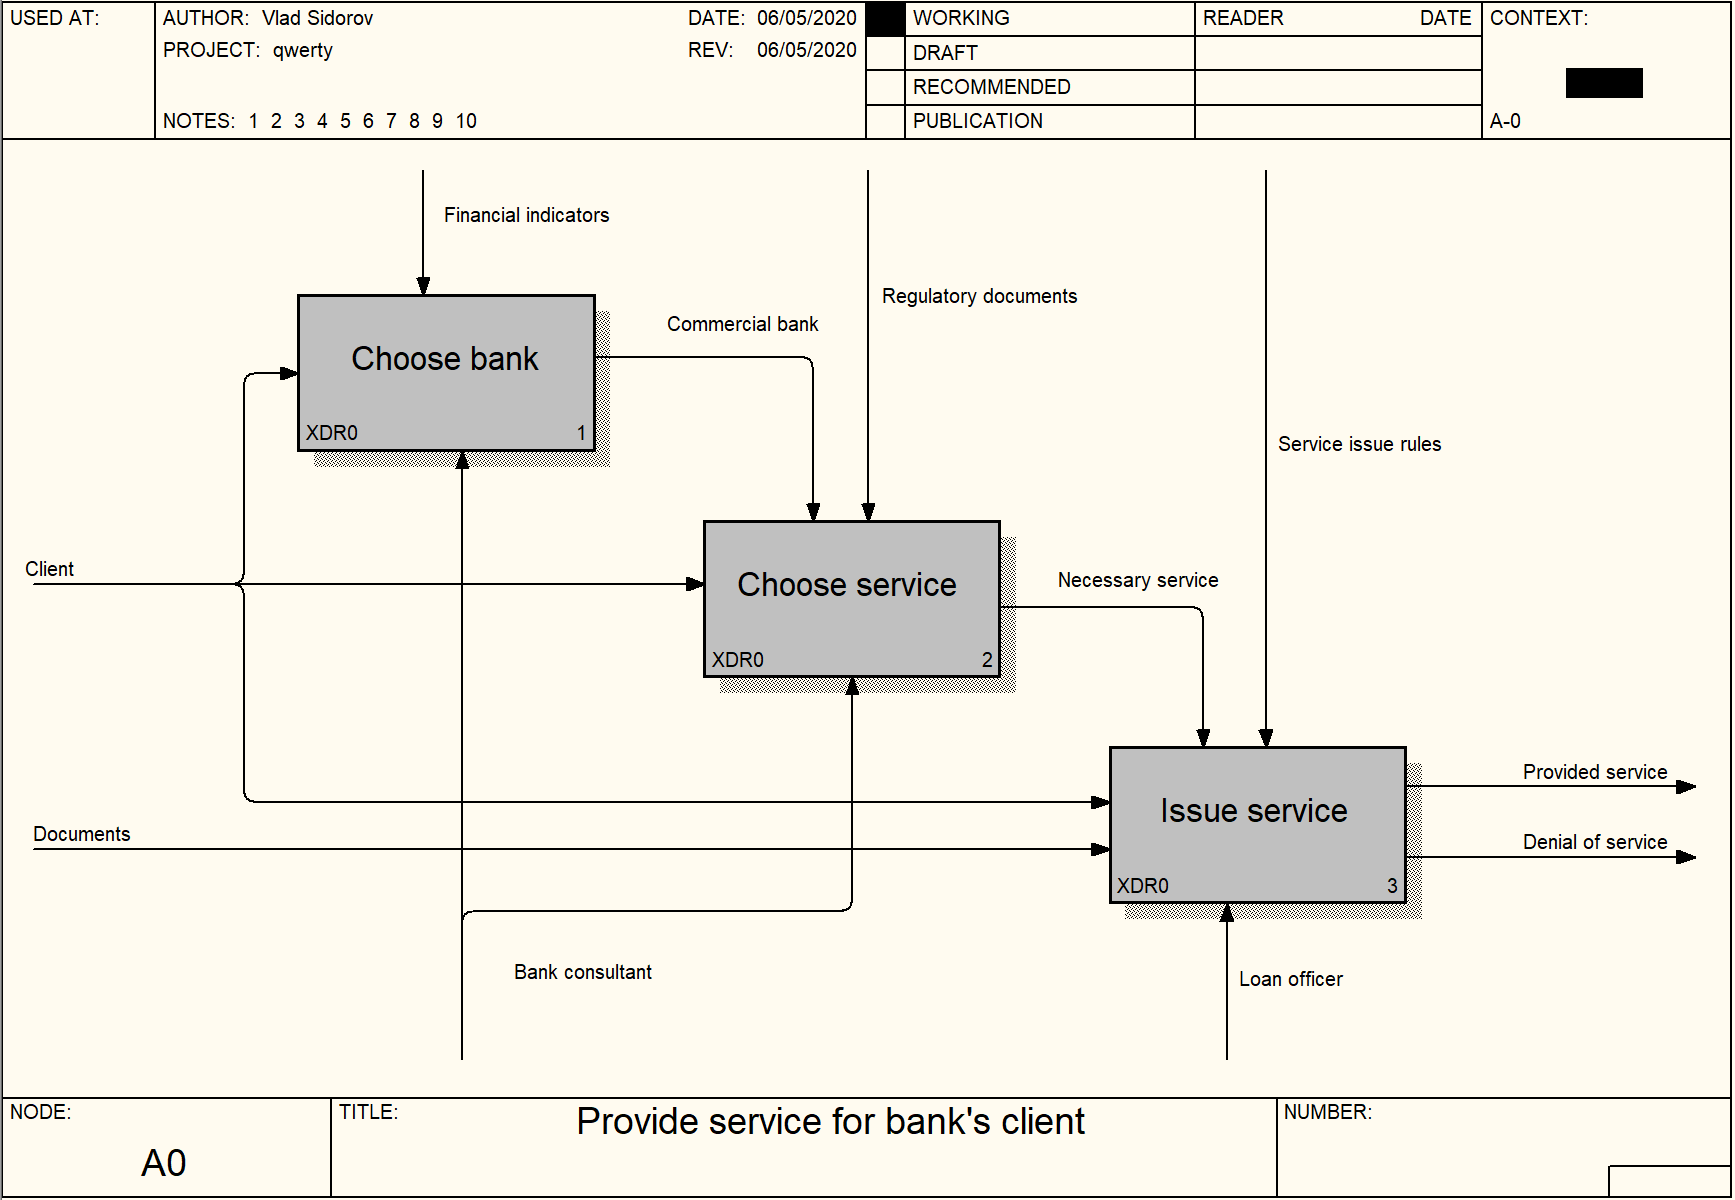 USED AT:
AUTHOR: Vlad Sidorov
DATE: 06/05/2020
PROJECT: qwerty
REV: 06/05/2020
NOTES: 1 2 3 4 5 6 7 8 9 10
WORKING
DRAFT
RECOMMENDED
PUBLICATION
READER DATE
CONTEXT:
A-0
Financial indicators
Regulatory documents
Commercial bank
Choose bank
XDR0 1
Service issue rules
Client
Choose service
XDR0 2
Necessary service
Documents
Issue service
XDR0 3
Provided service
Denial of service
Bank consultant
Loan officer
NODE:
A0
TITLE:
Provide service for bank's client
NUMBER: